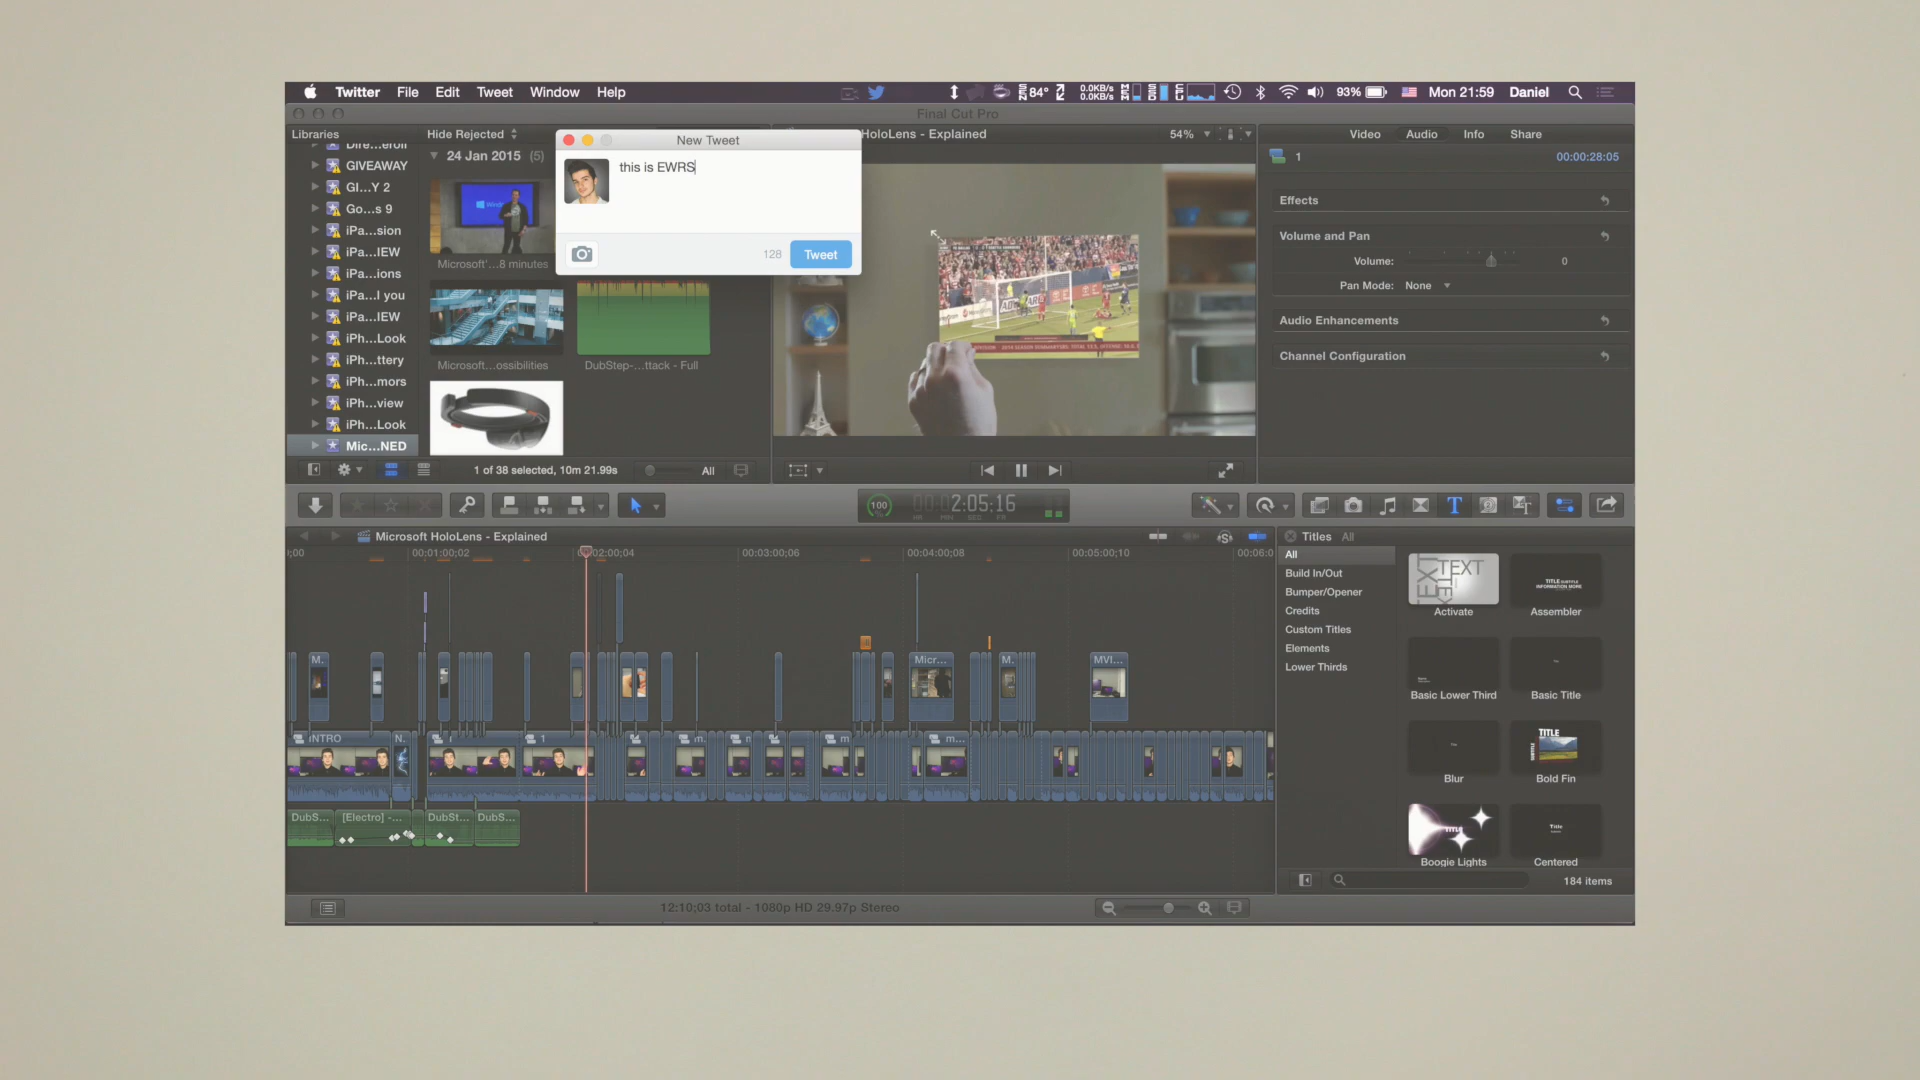 Twitter File Edit Tweet Window Help
84° 0.0KB/s 0.0KB/s 93% Mon 21:59 Daniel
Final Cut Pro
Libraries
GIVEAWAY
GI...Y 2
Go...s 9
iPa...sion
iPa...IEW
iPa...ions
iPa...l you
iPa...IEW
iPh...Look
iPh...ttery
iPh...mors
iPh...view
iPh...Look
Mic...NED
Hide Rejected
24 Jan 2015 (5)
Microsoft'...8 minutes
Microsoft...ossibilities
DubStep-...ttack - Full
1 of 38 selected, 10m 21.99s
All
New Tweet
this is EWRS
128
Tweet
HoloLens - Explained
54%
Video Audio Info Share
1
00:00:28:05
Effects
Volume and Pan
Volume: 0
Pan Mode: None
Audio Enhancements
Channel Configuration
100
2:05:16
Microsoft HoloLens - Explained
00:01:00;02
00:03:00;06
00:04:00;08
00:05:00;10
00:06:0
M.
Micr...
M.
MVI...
INTRO
N.
1
m...
DubS...
[Electro] -...
DubSt...
DubS...
12:10;03 total - 1080p HD 29.97p Stereo
Titles All
All
Build In/Out
Bumper/Opener
Credits
Custom Titles
Elements
Lower Thirds
TEXT
Activate
TITLE SUBTITLE
INFORMATION MORE
Assembler
Basic Lower Third
Basic Title
Blur
TITLE
Bold Fin
Boogie Lights
Title
Centered
184 items